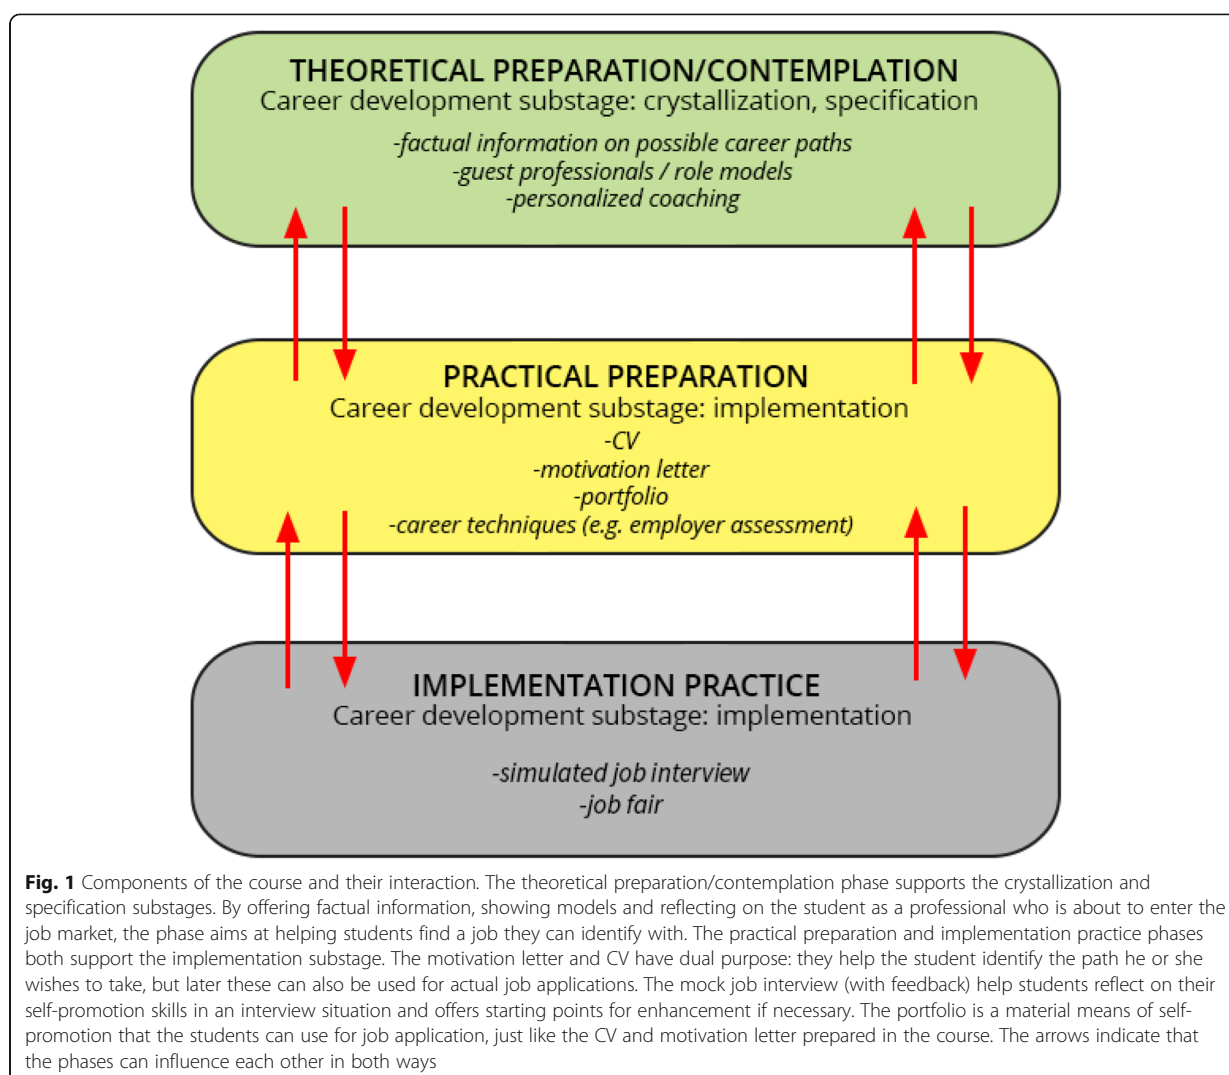 THEORETICAL PREPARATION/CONTEMPLATION
Career development substage: crystallization, specification
-factual information on possible career paths
-guest professionals / role models
-personalized coaching
PRACTICAL PREPARATION
Career development substage: implementation
-CV
-motivation letter
-portfolio
-career techniques (e.g. employer assessment)
IMPLEMENTATION PRACTICE
Career development substage: implementation
-simulated job interview
-job fair
Fig. 1 Components of the course and their interaction. The theoretical preparation/contemplation phase supports the crystallization and
specification substages. By offering factual information, showing models and reflecting on the student as a professional who is about to enter the
job market, the phase aims at helping students find a job they can identify with. The practical preparation and implementation practice phases
both support the implementation substage. The motivation letter and CV have dual purpose: they help the student identify the path he or she
wishes to take, but later these can also be used for actual job applications. The mock job interview (with feedback) help students reflect on their
self-promotion skills in an interview situation and offers starting points for enhancement if necessary. The portfolio is a material means of self-
promotion that the students can use for job application, just like the CV and motivation letter prepared in the course. The arrows indicate that
the phases can influence each other in both ways